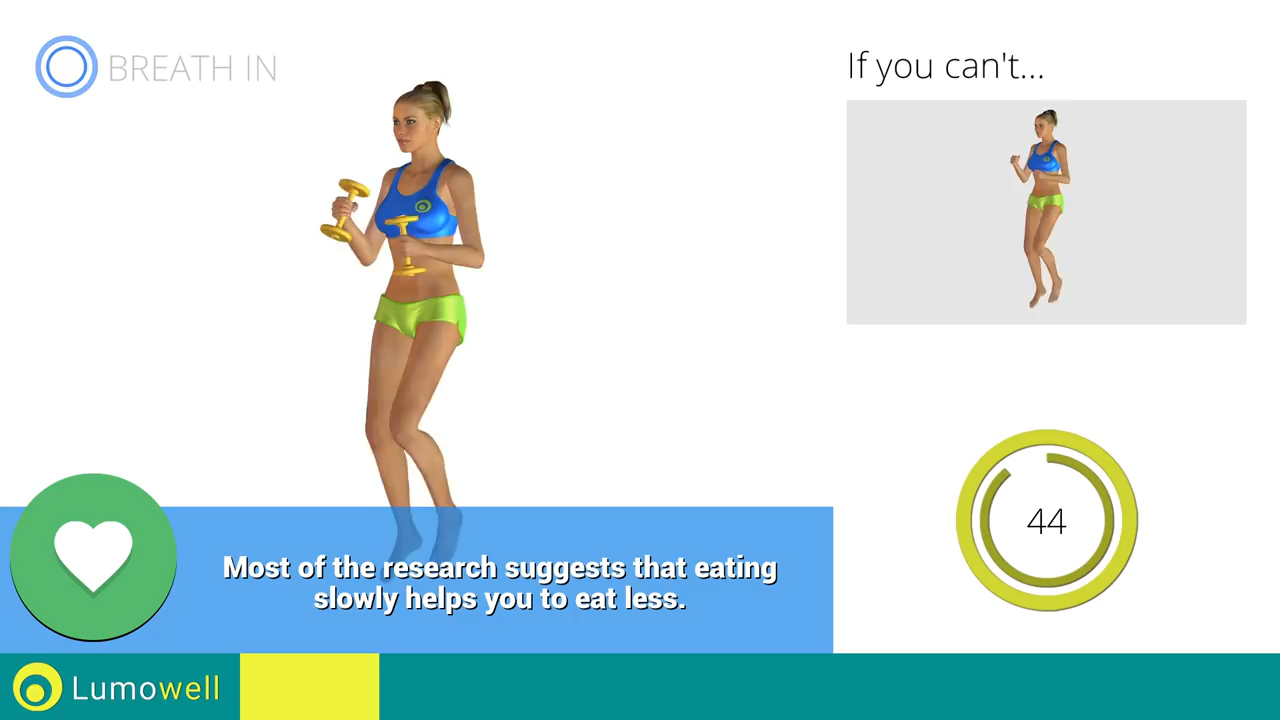 BREATH IN
If you can't...
44
Most of the research suggests that eating
slowly helps you to eat less.
Lumowell